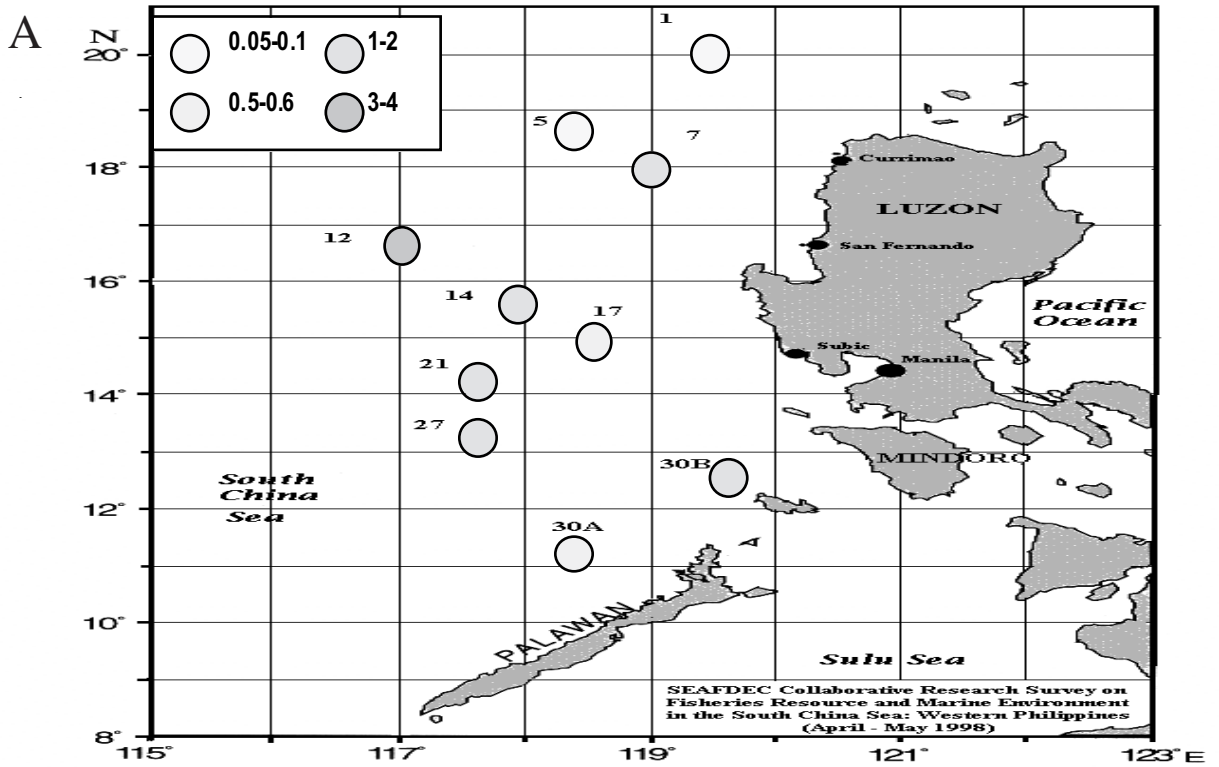 A
N
0.05-0.1
1-2
0.5-0.6
3-4
1
20°
5
7
18°
Currimao
LUZON
12
San Fernando
16°
14
17
Pacific
Ocean
Subic
Manila
21
14°
27
MINDORO
30B
South
China
Sea
12°
30A
10°
PALAWAN
Sulu Sea
SEAFDEC Collaborative Research Survey on
Fisheries Resource and Marine Environment
in the South China Sea: Western Philippines
(April - May 1998)
8°
115°
117°
119°
121°
123° E